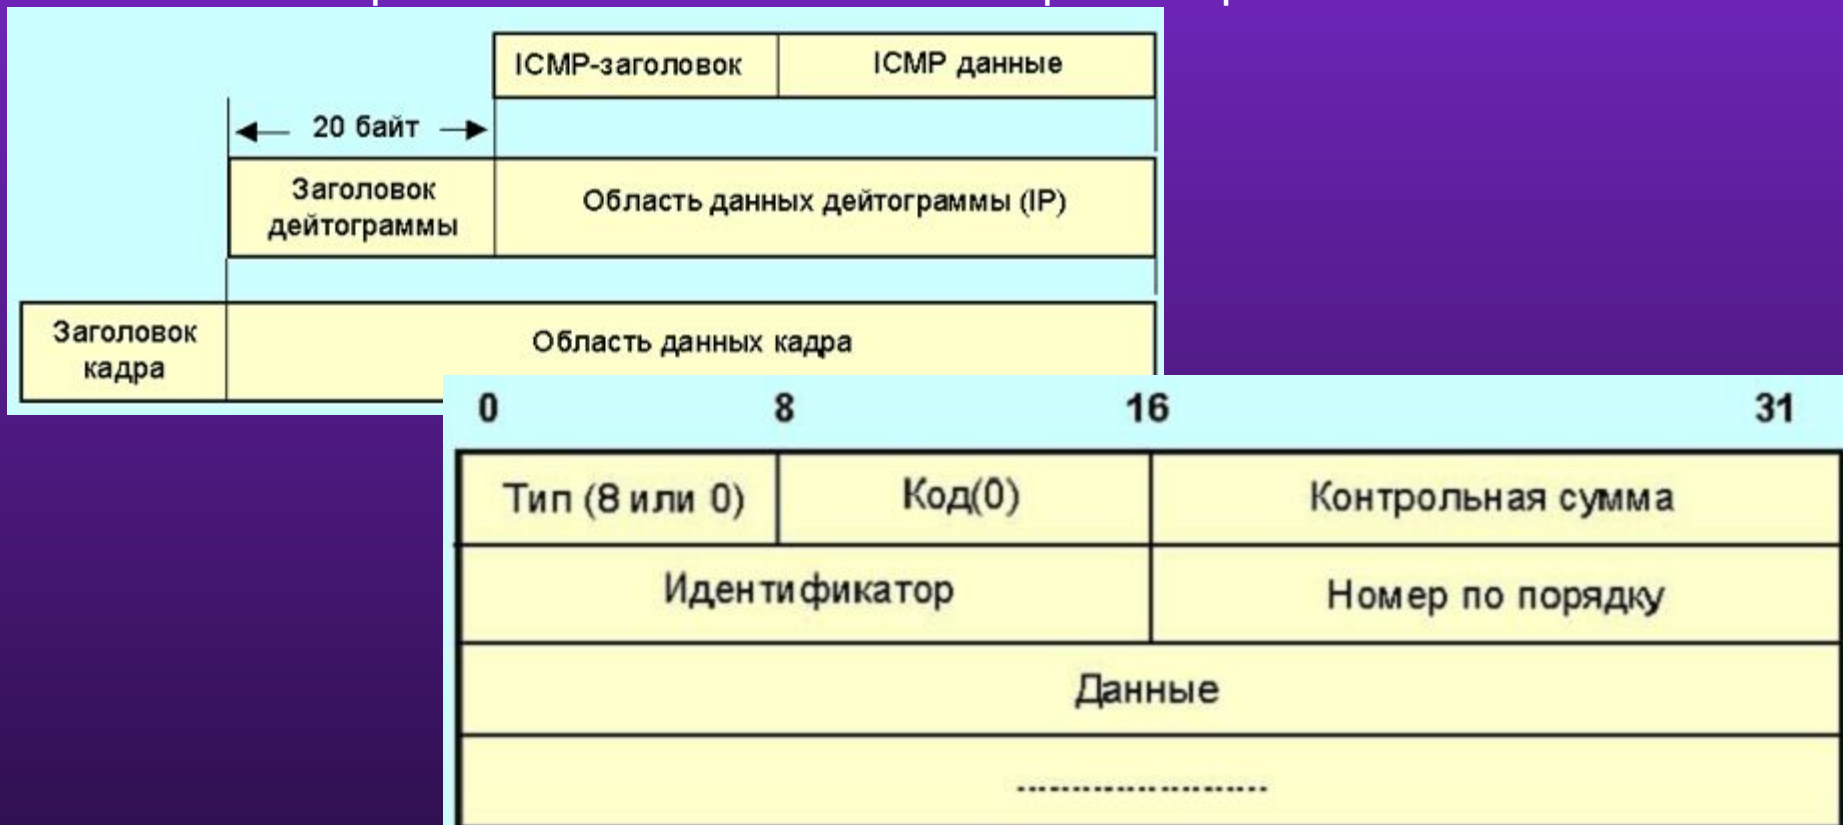 ICMP-заголовок ICMP данные
20 байт
Заголовок Область данных дейтограммы (IP)
дейтограммы
Заголовок Область данных кадра
кадра
0 8 16 31
Тип (8 или 0) Код(0) Контрольная сумма
Идентификатор Номер по порядку
Данные
-----------------------